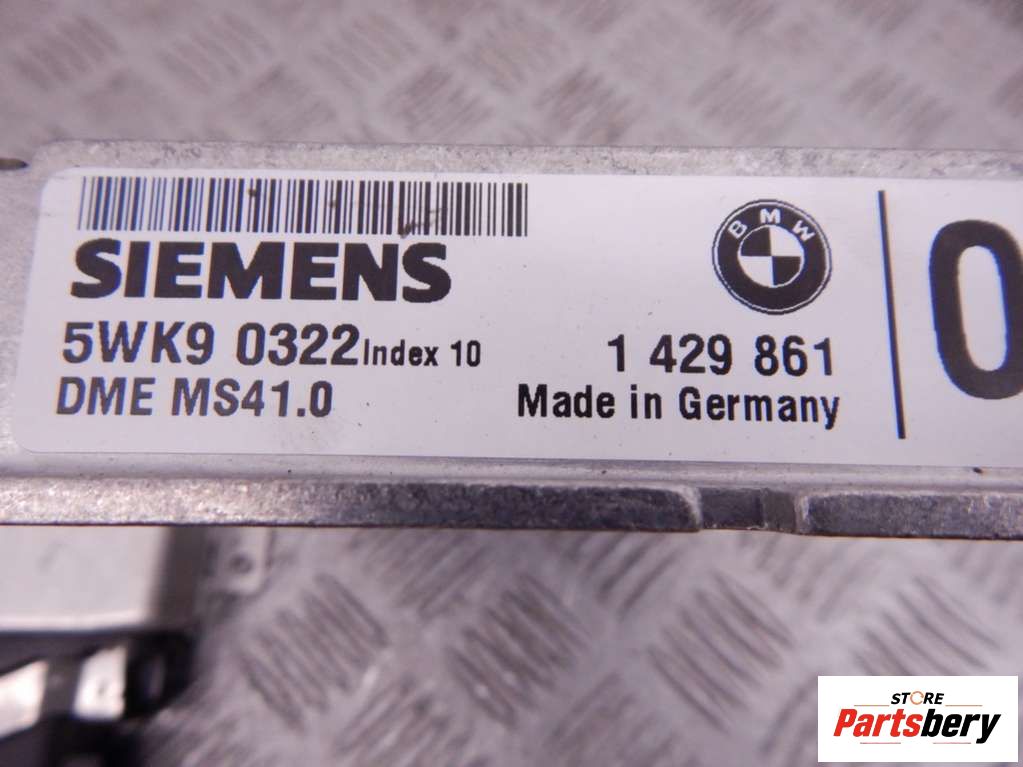 SIEMENS
BMW
5WK9 0322 Index 10
1 429 861
DME MS41.0
Made in Germany
0
STORE
Partsbery